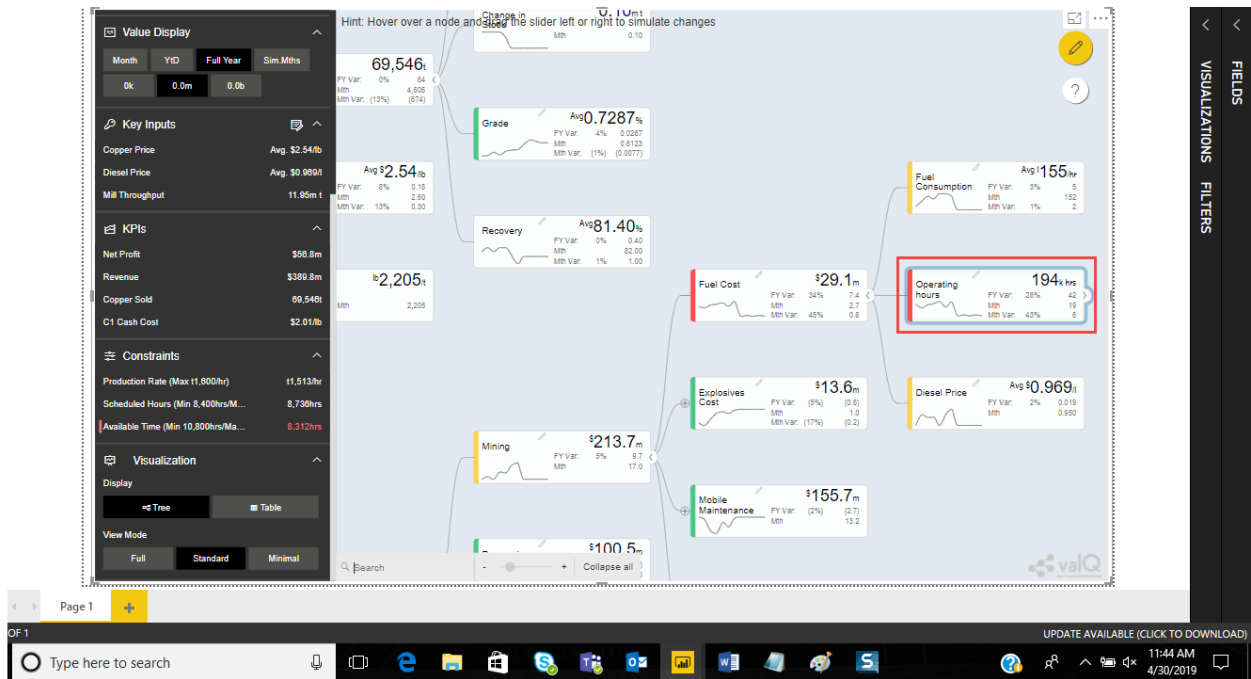 Hint: Hover over a node and drag the slider left or right to simulate changes
Value Display
Month YtD Full Year Sim.Mths
0k 0.0m 0.0b
Key Inputs
Copper Price Avg. $2.54/lb
Diesel Price Avg. $0.969/l
Mill Throughput 11.95m t
KPIs
Net Profit $56.8m
Revenue $389.8m
Copper Sold 69,546t
C1 Cash Cost $2.01/lb
Constraints
Production Rate (Max t1,600/hr) t1,513/hr
Scheduled Hours (Min 8,400hrs/M... 8,736hrs
Available Time (Min 10,800hrs/Ma... 8,312hrs
Visualization
Display
Tree Table
View Mode
Full Standard Minimal
69,546t
FY Var: 0% 64
Mth 4,606
Mth Var: (13%) (674)
Avg $2.54/lb
FY Var: 8% 0.18
Mth 2.60
Mth Var: 13% 0.30
lb2,205/t
Mth 2,205
Change in
Stock
0.10mt
Mth 0.10
Grade Avg0.7287%
FY Var: 4% 0.0267
Mth 0.6123
Mth Var: (1%) (0.0077)
Recovery Avg81.40%
FY Var: 0% 0.40
Mth 82.00
Mth Var: 1% 1.00
Mining $213.7m
FY Var: 5% 9.7
Mth 17.0
$100.5m
Search
- + Collapse all
Fuel Cost $29.1m
FY Var: 34% 7.4
Mth 2.7
Mth Var: 45% 0.8
Explosives
Cost
$13.6m
FY Var: (5%) (0.8)
Mth 1.0
Mth Var: (17%) (0.2)
Mobile
Maintenance
$155.7m
FY Var: (2%) (2.7)
Mth 13.2
Fuel
Consumption
Avg l155/hr
FY Var: 3% 5
Mth 152
Mth Var: 1% 2
Operating
hours
194k hrs
FY Var: 28% 42
Mth 19
Mth Var: 43% 6
Diesel Price Avg $0.969/l
FY Var: 2% 0.019
Mth 0.950
?
valQ
VISUALIZATIONS
FILTERS
FIELDS
Page 1 +
OF 1
UPDATE AVAILABLE (CLICK TO DOWNLOAD)
Type here to search
11:44 AM
4/30/2019